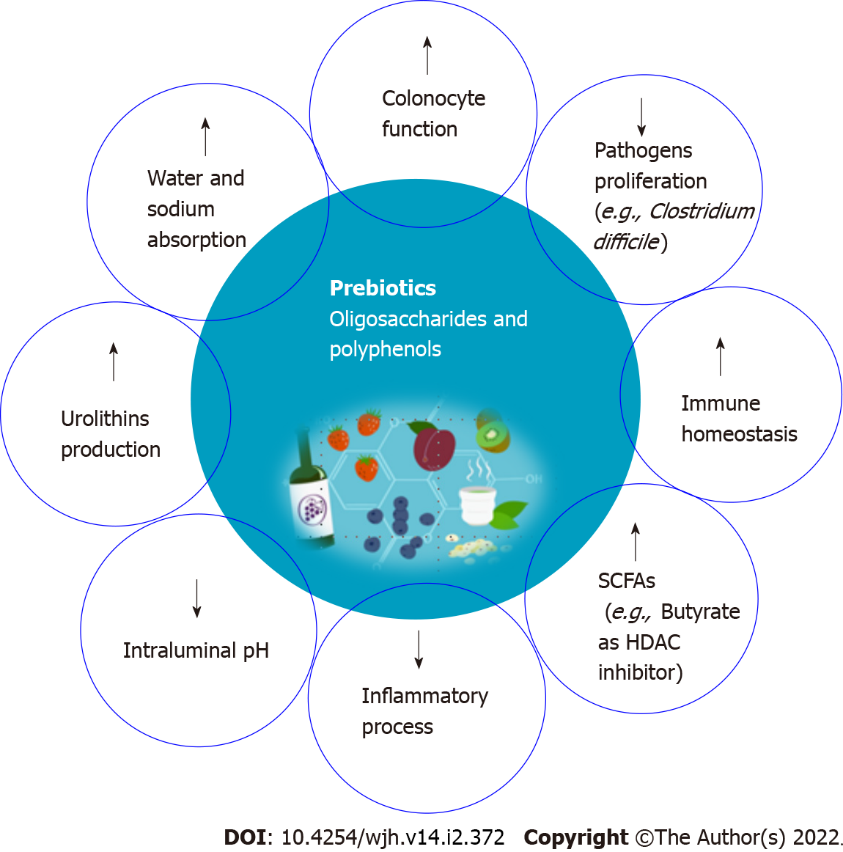 Colonocyte
function
Pathogens
proliferation
(e.g., Clostridium
difficile)
Water and
sodium
absorption
Prebiotics
Oligosaccharides and
polyphenols
Immune
homeostasis
Urolithins
production
OH
SCFAs
(e.g., Butyrate
as HDAC
inhibitor)
Intraluminal pH
Inflammatory
process
DOI: 10.4254/wjh.v14.i2.372 Copyright ©The Author(s) 2022.